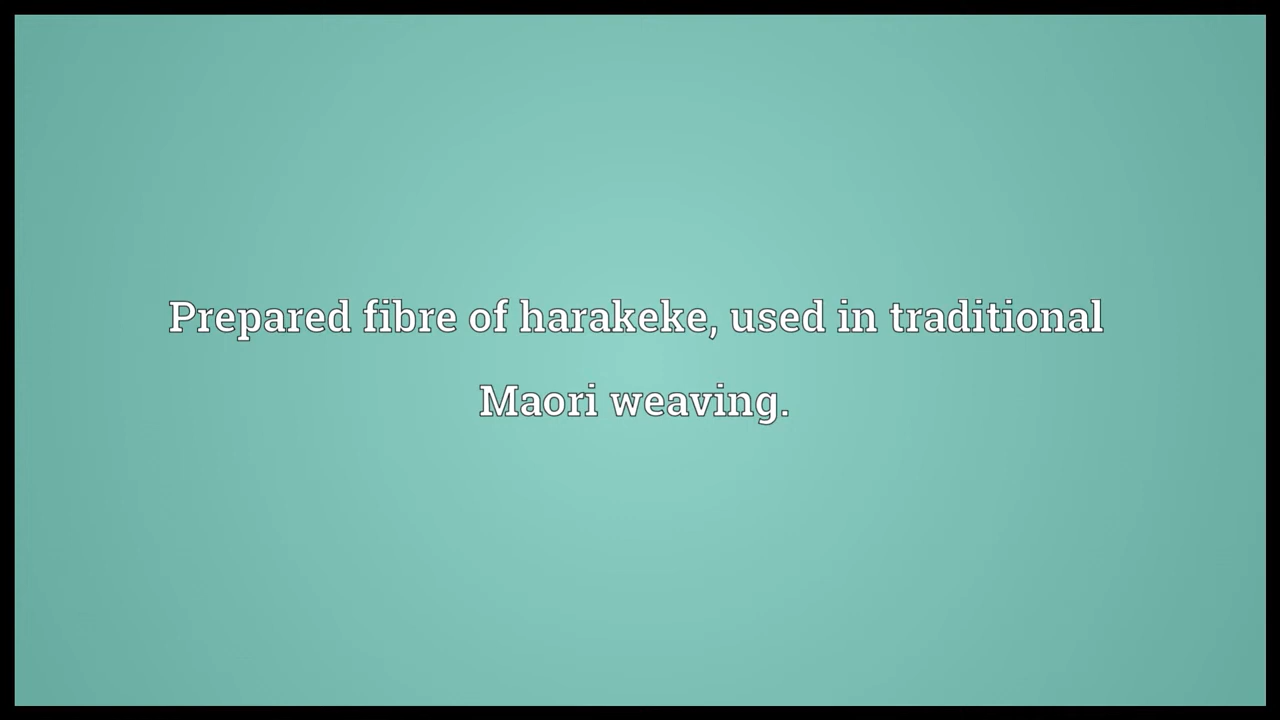 Prepared fibre of harakeke, used in traditional
Maori weaving.